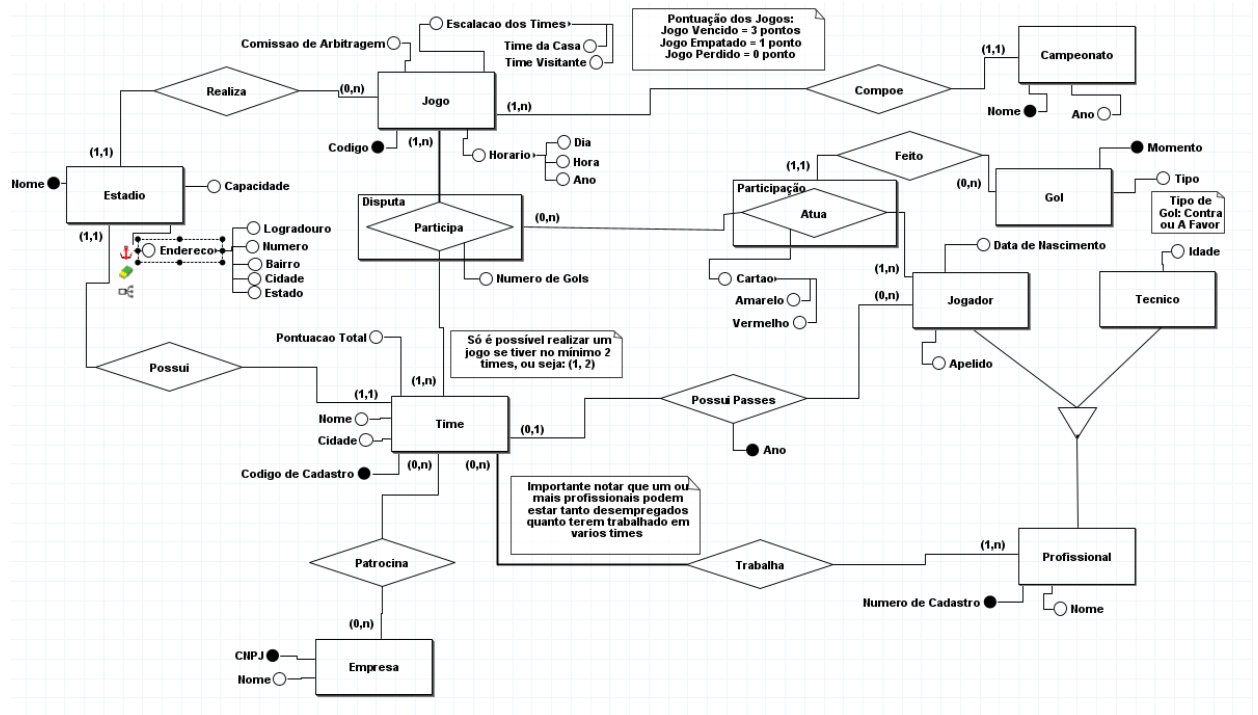 Escalacao dos Times
Comissao de Arbitragem
Time da Casa
Time Visitante
Pontuação dos Jogos:
Jogo Vencido = 3 pontos
Jogo Empatado = 1 ponto
Jogo Perdido = 0 ponto
(1,1)
Campeonato
Realiza
(0,n)
Jogo
(1,n)
Compoe
Nome
Ano
Codigo
(1,n)
Horario
Dia
Hora
Ano
(1,1)
Feito
Momento
(1,1)
Nome
Estadio
Capacidade
(0,n)
Gol
Tipo
Tipo de
Gol: Contra
ou A Favor
Disputa
Participa
(0,n)
Participação
Atua
(1,1)
Endereco
Logradouro
Numero
Bairro
Cidade
Estado
Numero de Gols
Cartao
Amarelo
Vermelho
Data de Nascimento
Idade
(1,n)
(0,n)
Jogador
Tecnico
Apelido
Pontuacao Total
Só é possível realizar um
jogo se tiver no mínimo 2
times, ou seja: (1, 2)
Possui
(1,1)
(1,n)
Nome
Cidade
Time
(0,1)
Possui Passes
Ano
Codigo de Cadastro
(0,n)
(0,n)
Importante notar que um ou
mais profissionais podem
estar tanto desempregados
quanto terem trabalhado em
varios times
Patrocina
Trabalha
(1,n)
Profissional
Numero de Cadastro
Nome
(0,n)
CNPJ
Empresa
Nome